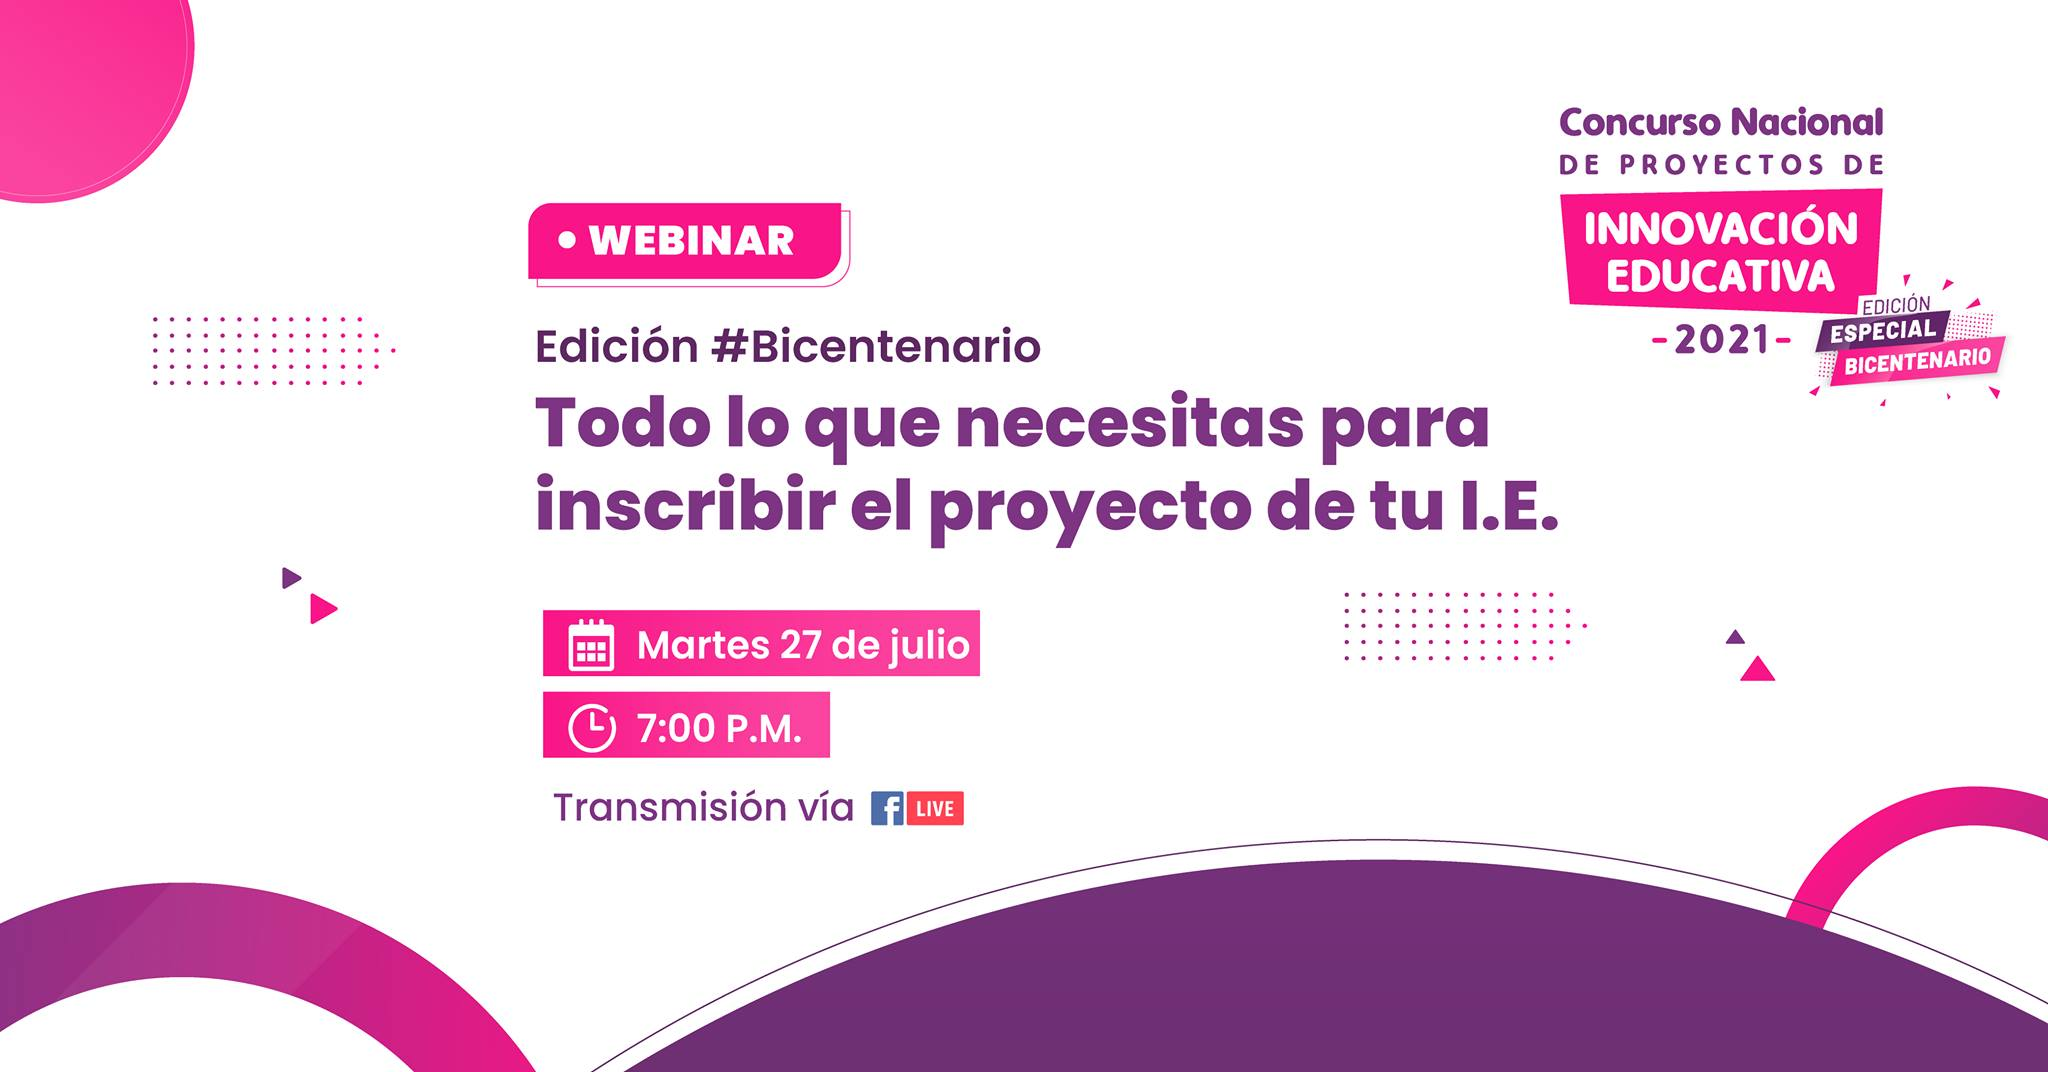 Concurso Nacional
DE PROYECTOS DE
INNOVACIÓN
EDUCATIVA
-2021-
EDICIÓN
ESPECIAL
BICENTENARIO
WEBINAR
Edición #Bicentenario
Todo lo que necesitas para
inscribir el proyecto de tu I.E.
Martes 27 de julio
7:00 P.M.
Transmisión vía f LIVE